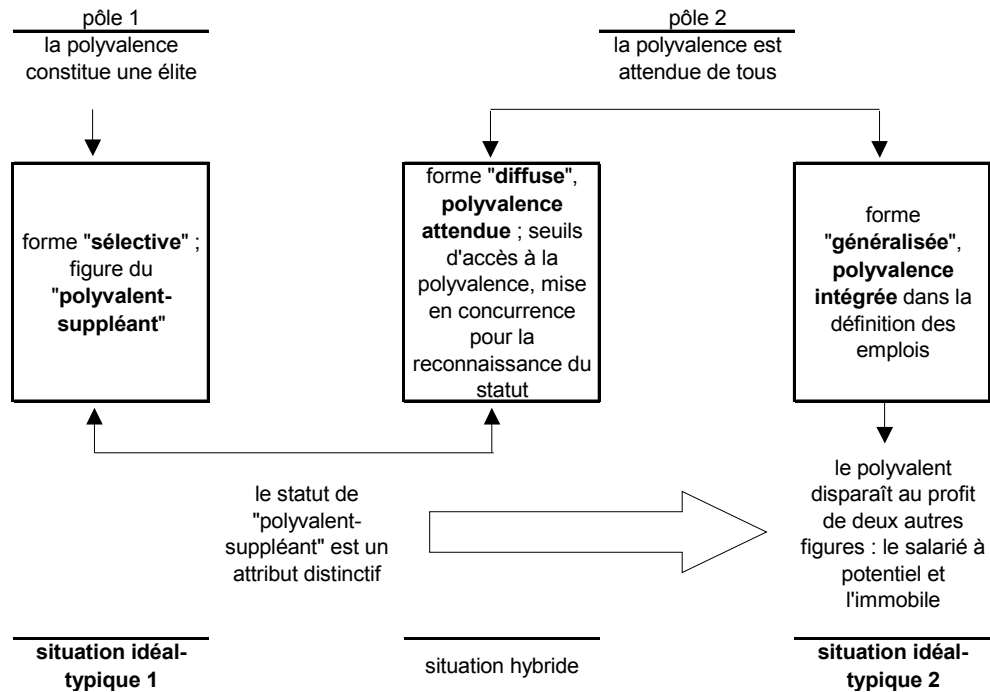 pôle 1
la polyvalence
constitue une élite
pôle 2
la polyvalence est
attendue de tous
forme "sélective" ;
figure du
"polyvalent-
suppléant"
forme "diffuse",
polyvalence
attendue ; seuils
d'accès à la
polyvalence, mise
en concurrence
pour la
reconnaissance du
statut
forme
"généralisée",
polyvalence
intégrée dans la
définition des
emplois
le statut de
"polyvalent-
suppléant" est un
attribut distinctif
le polyvalent
disparaît au profit
de deux autres
figures : le salarié à
potentiel et
l'immobile
situation idéal-
typique 1
situation hybride
situation idéal-
typique 2